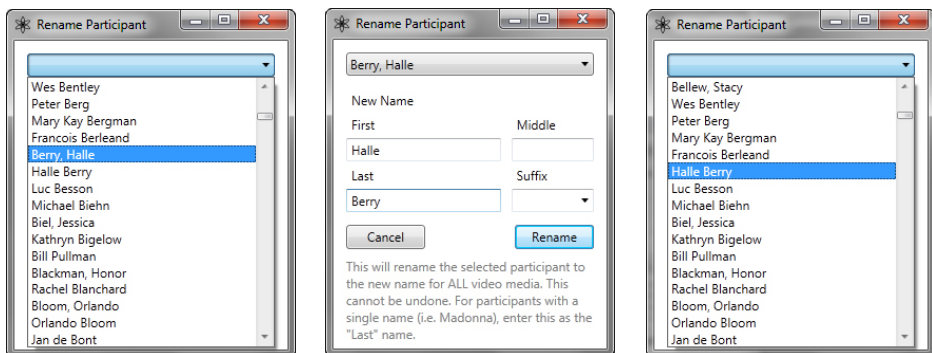 Rename Participant
Wes Bentley
Peter Berg
Mary Kay Bergman
Francois Berleand
Berry, Halle
Halle Berry
Luc Besson
Michael Biehn
Biel, Jessica
Kathryn Bigelow
Bill Pullman
Blackman, Honor
Rachel Blanchard
Bloom, Orlando
Orlando Bloom
Jan de Bont
Rename Participant
Berry, Halle
New Name
First Middle
Halle
Last Suffix
Berry
Cancel Rename
This will rename the selected participant to
the new name for ALL video media. This
cannot be undone. For participants with a
single name (i.e. Madonna), enter this as the
"Last" name.
Rename Participant
Bellew, Stacy
Wes Bentley
Peter Berg
Mary Kay Bergman
Francois Berleand
Halle Berry
Luc Besson
Michael Biehn
Biel, Jessica
Kathryn Bigelow
Bill Pullman
Blackman, Honor
Rachel Blanchard
Bloom, Orlando
Orlando Bloom
Jan de Bont